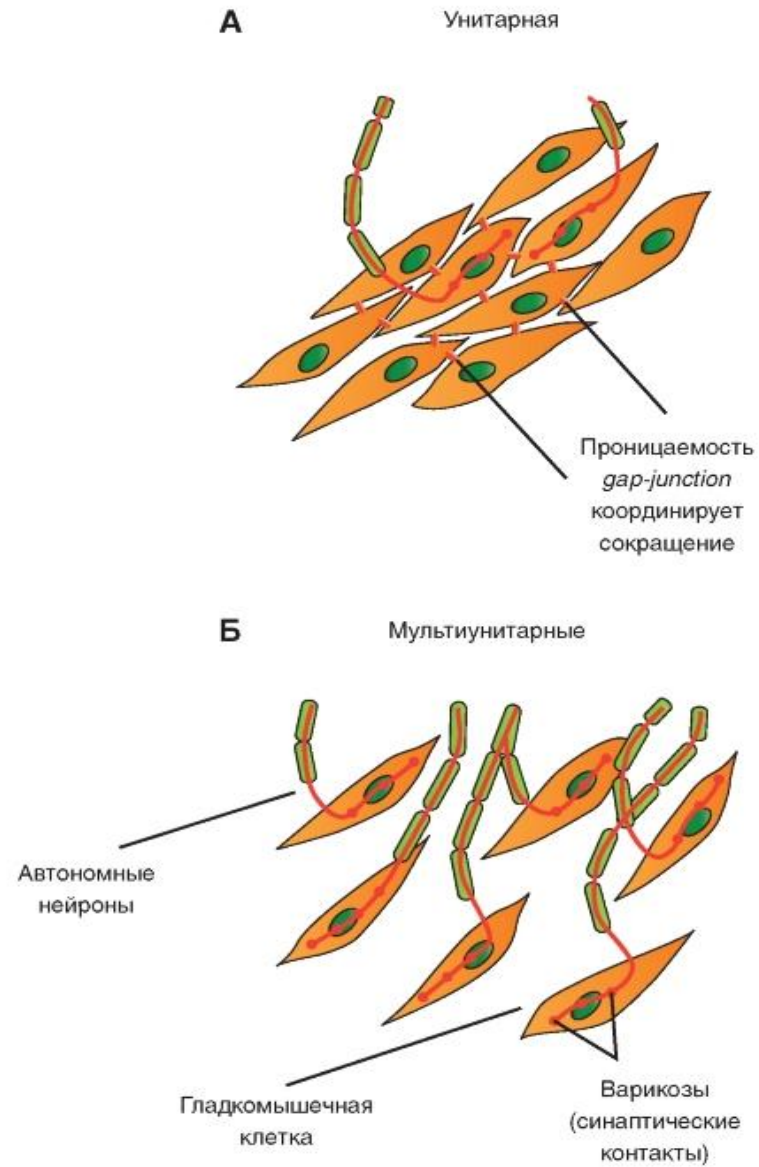 А
Унитарная
Проницаемость
gap-junction
координирует
сокращение
Б
Мультиунитарные
Автономные
нейроны
Гладкомышечная
клетка
Варикозы
(синаптические
контакты)